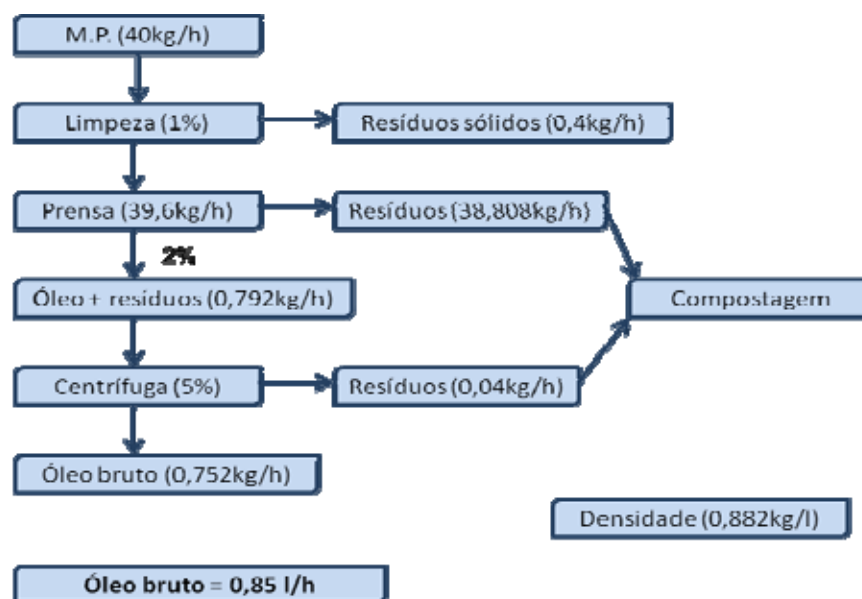 M.P. (40kg/h)
Limpeza (1%)
Resíduos sólidos (0,4kg/h)
Prensa (39,6kg/h)
Resíduos (38,808kg/h)
2%
Óleo + resíduos (0,792kg/h)
Compostagem
Centrífuga (5%)
Resíduos (0,04kg/h)
Óleo bruto (0,752kg/h)
Densidade (0,882kg/l)
Óleo bruto = 0,85 l/h